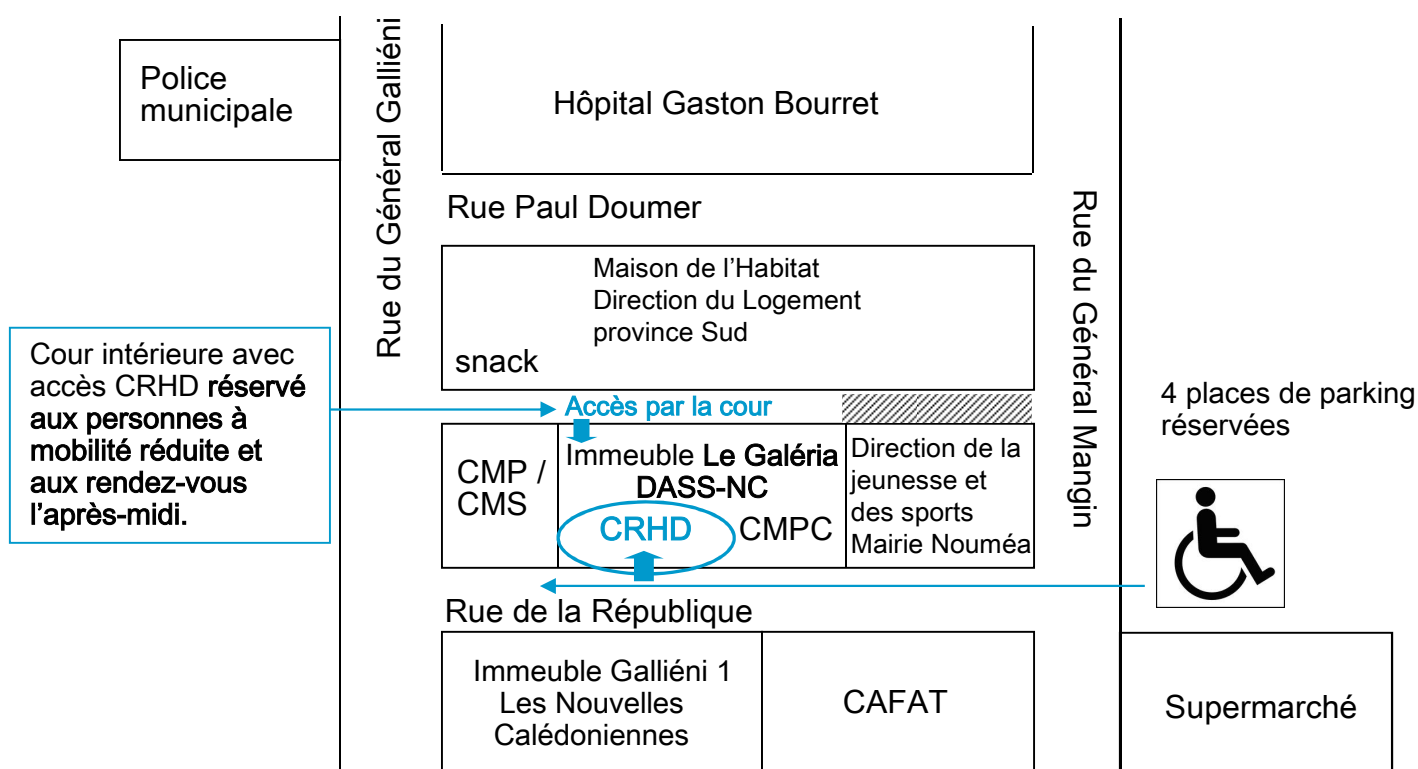 Police
municipale
Rue du Général Galliéni
Hôpital Gaston Bourret
Rue Paul Doumer
Rue du Général Mangin
Maison de l’Habitat
Direction du Logement
province Sud
snack
Cour intérieure avec
accès CRHD réservé
aux personnes à
mobilité réduite et
aux rendez-vous
l’après-midi.
Accès par la cour
4 places de parking
réservées
CMP /
CMS
Immeuble Le Galéria
DASS-NC
CRHD
CMPC
Direction de la
jeunesse et
des sports
Mairie Nouméa
Rue de la République
Immeuble Galliéni 1
Les Nouvelles
Calédoniennes
CAFAT
Supermarché